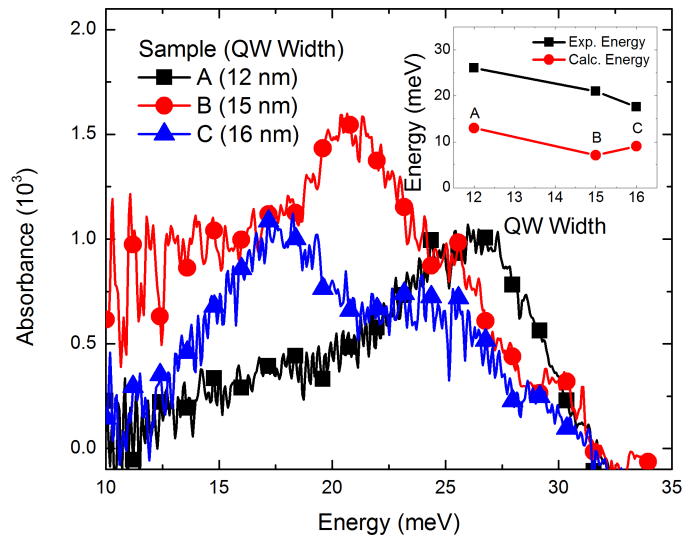 2.0
1.5
1.0
0.5
0.0
Absorbance (10³)
10 15 20 25 30 35
Energy (meV)
Sample (QW Width)
A (12 nm)
B (15 nm)
C (16 nm)
30
20
10
0
Energy (meV)
Exp. Energy
Calc. Energy
A
B
C
12 13 14 15 16
QW Width